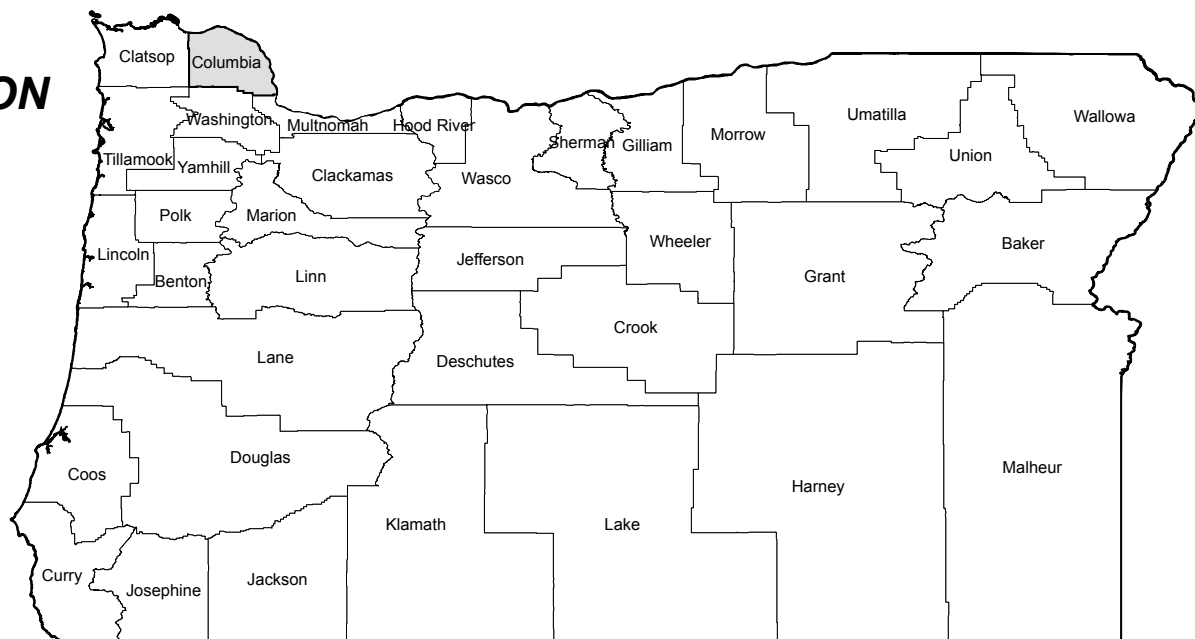 ON
Clatsop
Columbia
Washington
Multnomah
Hood River
Sherman
Gilliam
Morrow
Umatilla
Wallowa
Union
Tillamook
Yamhill
Clackamas
Wasco
Polk
Marion
Lincoln
Benton
Linn
Jefferson
Wheeler
Grant
Baker
Crook
Lane
Deschutes
Coos
Douglas
Klamath
Lake
Harney
Malheur
Curry
Josephine
Jackson